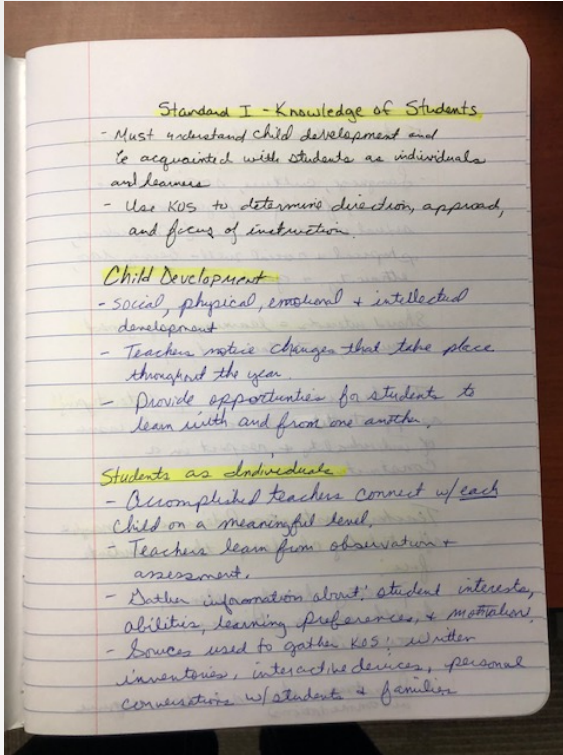 Standard I - Knowledge of Students
- Must understand child development and
be acquainted with students as individuals
and learners
- Use KOS to determine direction, approach,
and focus of instruction.
Child Development
- Social, physical, emotional + intellectual
development
- Teachers notice changes that take place
throughout the year.
- Provide opportunities for students to
learn with and from one another.
Students as Individuals
- Accomplished teachers connect w/ each
child on a meaningful level.
- Teachers learn from observation +
assessment.
- Gather information about: student interests,
abilities, learning preferences, + motivation.
- Sources used to gather KOS: written
inventories, interactive devices, personal
conversations w/ students + families